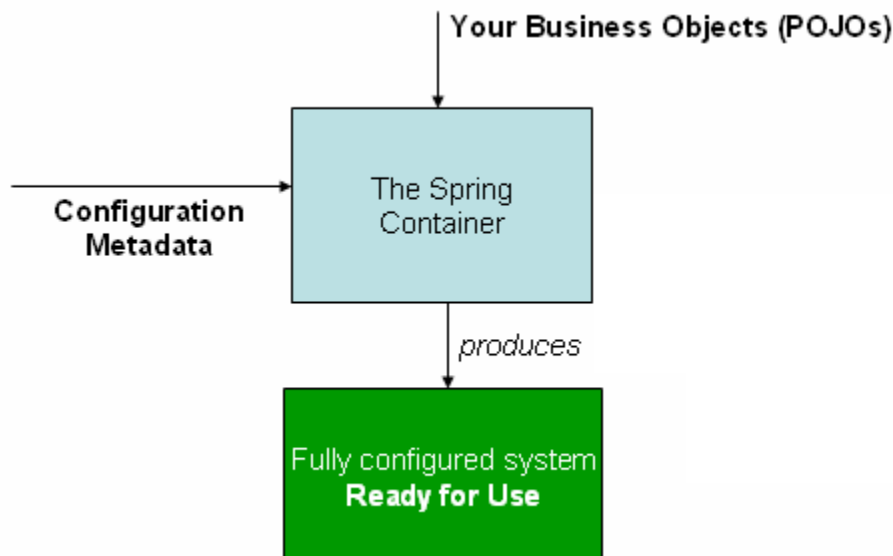 Your Business Objects (POJOs)
The Spring
Container
Configuration
Metadata
produces
Fully configured system
Ready for Use